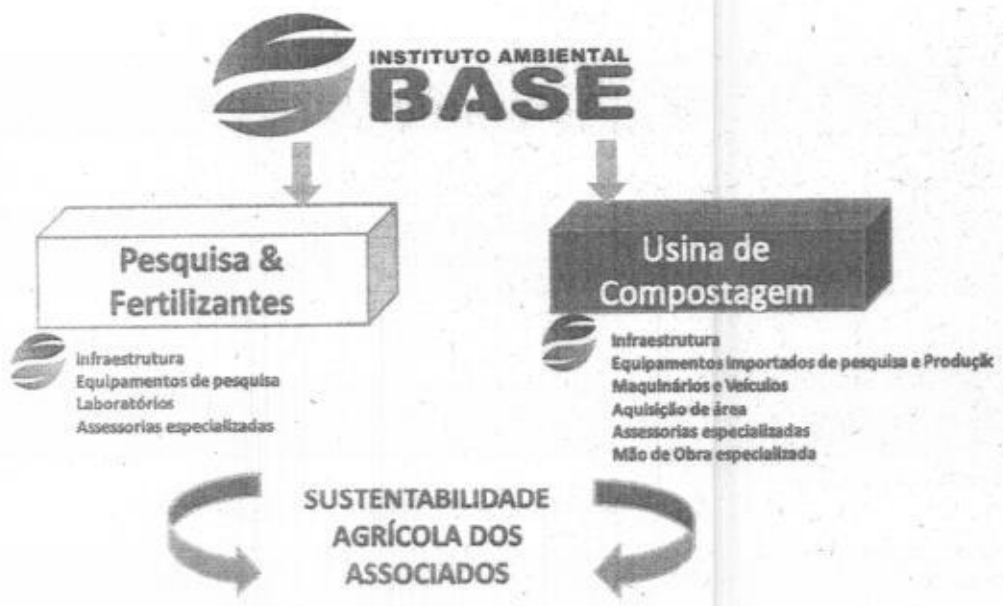 INSTITUTO AMBIENTAL
BASE
Pesquisa &
Fertilizantes
Infraestrutura
Equipamentos de pesquisa
Laboratórios
Assessorias especializadas
Usina de
Compostagem
Infraestrutura
Equipamentos Importados de pesquisa e Produçã
Maquinários e Veículos
Aquisição de área
Assessorias especializadas
Mão de Obra especializada
SUSTENTABILIDADE
AGRÍCOLA DOS
ASSOCIADOS